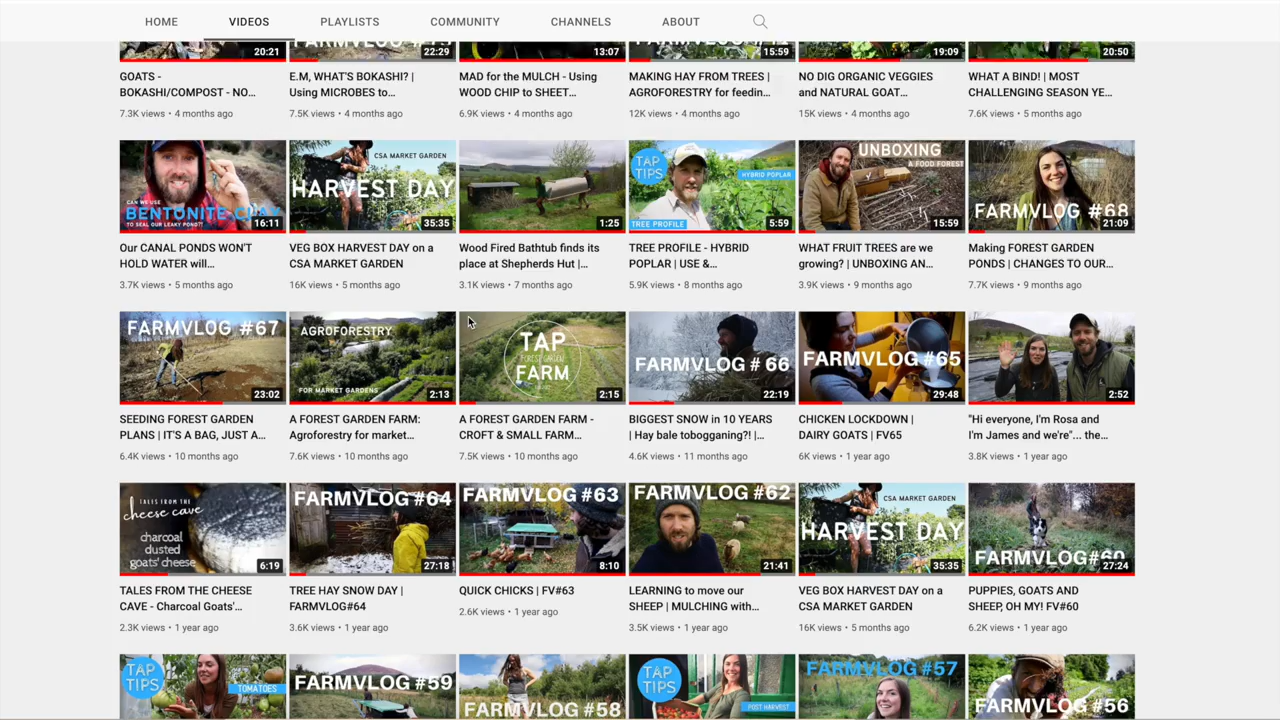 HOME VIDEOS PLAYLISTS COMMUNITY CHANNELS ABOUT
20:21
22:29
13:07
15:59
19:09
20:50
GOATS -
BOKASHI/COMPOST - NO...
7.3K views • 4 months ago
E.M, WHAT'S BOKASHI? |
Using MICROBES to...
7.5K views • 4 months ago
MAD for the MULCH - Using
WOOD CHIP to SHEET...
6.9K views • 4 months ago
MAKING HAY FROM TREES |
AGROFORESTRY for feedin...
12K views • 4 months ago
NO DIG ORGANIC VEGGIES
and NATURAL GOAT...
15K views • 4 months ago
WHAT A BIND! | MOST
CHALLENGING SEASON YE...
7.6K views • 5 months ago
CAN WE USE
BENTONITE CLAY
TO SEAL OUR LEAKY POND?!
16:11
Our CANAL PONDS WON'T
HOLD WATER will...
3.7K views • 5 months ago
CSA MARKET GARDEN
HARVEST DAY
35:35
VEG BOX HARVEST DAY on a
CSA MARKET GARDEN
16K views • 5 months ago
1:25
Wood Fired Bathtub finds its
place at Shepherds Hut |...
3.1K views • 7 months ago
TAP
TIPS
HYBRID POPLAR
TREE PROFILE
5:59
TREE PROFILE - HYBRID
POPLAR | USE &...
5.9K views • 8 months ago
UNBOXING
A FOOD FOREST
15:59
WHAT FRUIT TREES are we
growing? | UNBOXING AN...
3.9K views • 9 months ago
FARMVLOG #68
21:09
Making FOREST GARDEN
PONDS | CHANGES TO OUR...
7.7K views • 9 months ago
FARMVLOG #67
23:02
SEEDING FOREST GARDEN
PLANS | IT'S A BAG, JUST A...
6.4K views • 10 months ago
AGROFORESTRY
FOR MARKET GARDENS
2:13
A FOREST GARDEN FARM:
Agroforestry for market...
7.6K views • 10 months ago
TAP
FOREST GARDEN
FARM
2:15
A FOREST GARDEN FARM -
CROFT & SMALL FARM...
7.5K views • 10 months ago
FARMVLOG # 66
22:19
BIGGEST SNOW in 10 YEARS
| Hay bale tobogganing?! |...
4.6K views • 11 months ago
FARMVLOG #65
29:48
CHICKEN LOCKDOWN |
DAIRY GOATS | FV65
6K views • 1 year ago
2:52
"Hi everyone, I'm Rosa and
I'm James and we're"... the...
3.8K views • 1 year ago
TALES FROM THE
cheese cave
charcoal
dusted
goats' cheese
6:19
TALES FROM THE CHEESE
CAVE - Charcoal Goats'...
2.3K views • 1 year ago
FARMVLOG #64
27:18
TREE HAY SNOW DAY |
FARMVLOG#64
3.6K views • 1 year ago
FARMVLOG #63
8:10
QUICK CHICKS | FV#63
2.6K views • 1 year ago
FARMVLOG #62
21:41
LEARNING to move our
SHEEP | MULCHING with...
3.5K views • 1 year ago
CSA MARKET GARDEN
HARVEST DAY
35:35
VEG BOX HARVEST DAY on a
CSA MARKET GARDEN
16K views • 5 months ago
FARMVLOG#60
27:24
PUPPIES, GOATS AND
SHEEP, OH MY! FV#60
6.2K views • 1 year ago
TAP
TIPS
TOMATOES
FARMVLOG #59
FARMVLOG #58
TAP
TIPS
POST HARVEST
FARMVLOG #57
FARMVLOG #56